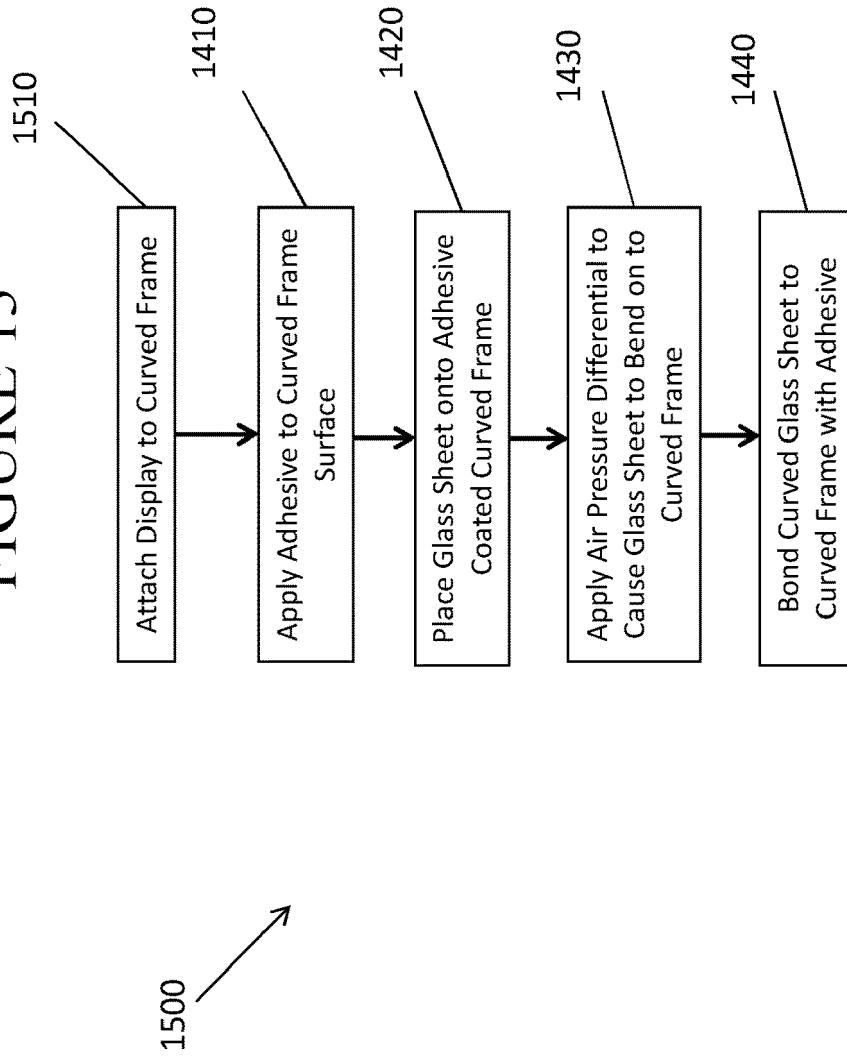 FIGURE 15
1500
1510
Attach Display to Curved Frame
1410
Apply Adhesive to Curved Frame
Surface
1420
Place Glass Sheet onto Adhesive
Coated Curved Frame
1430
Apply Air Pressure Differential to
Cause Glass Sheet to Bend on to
Curved Frame
1440
Bond Curved Glass Sheet to
Curved Frame with Adhesive